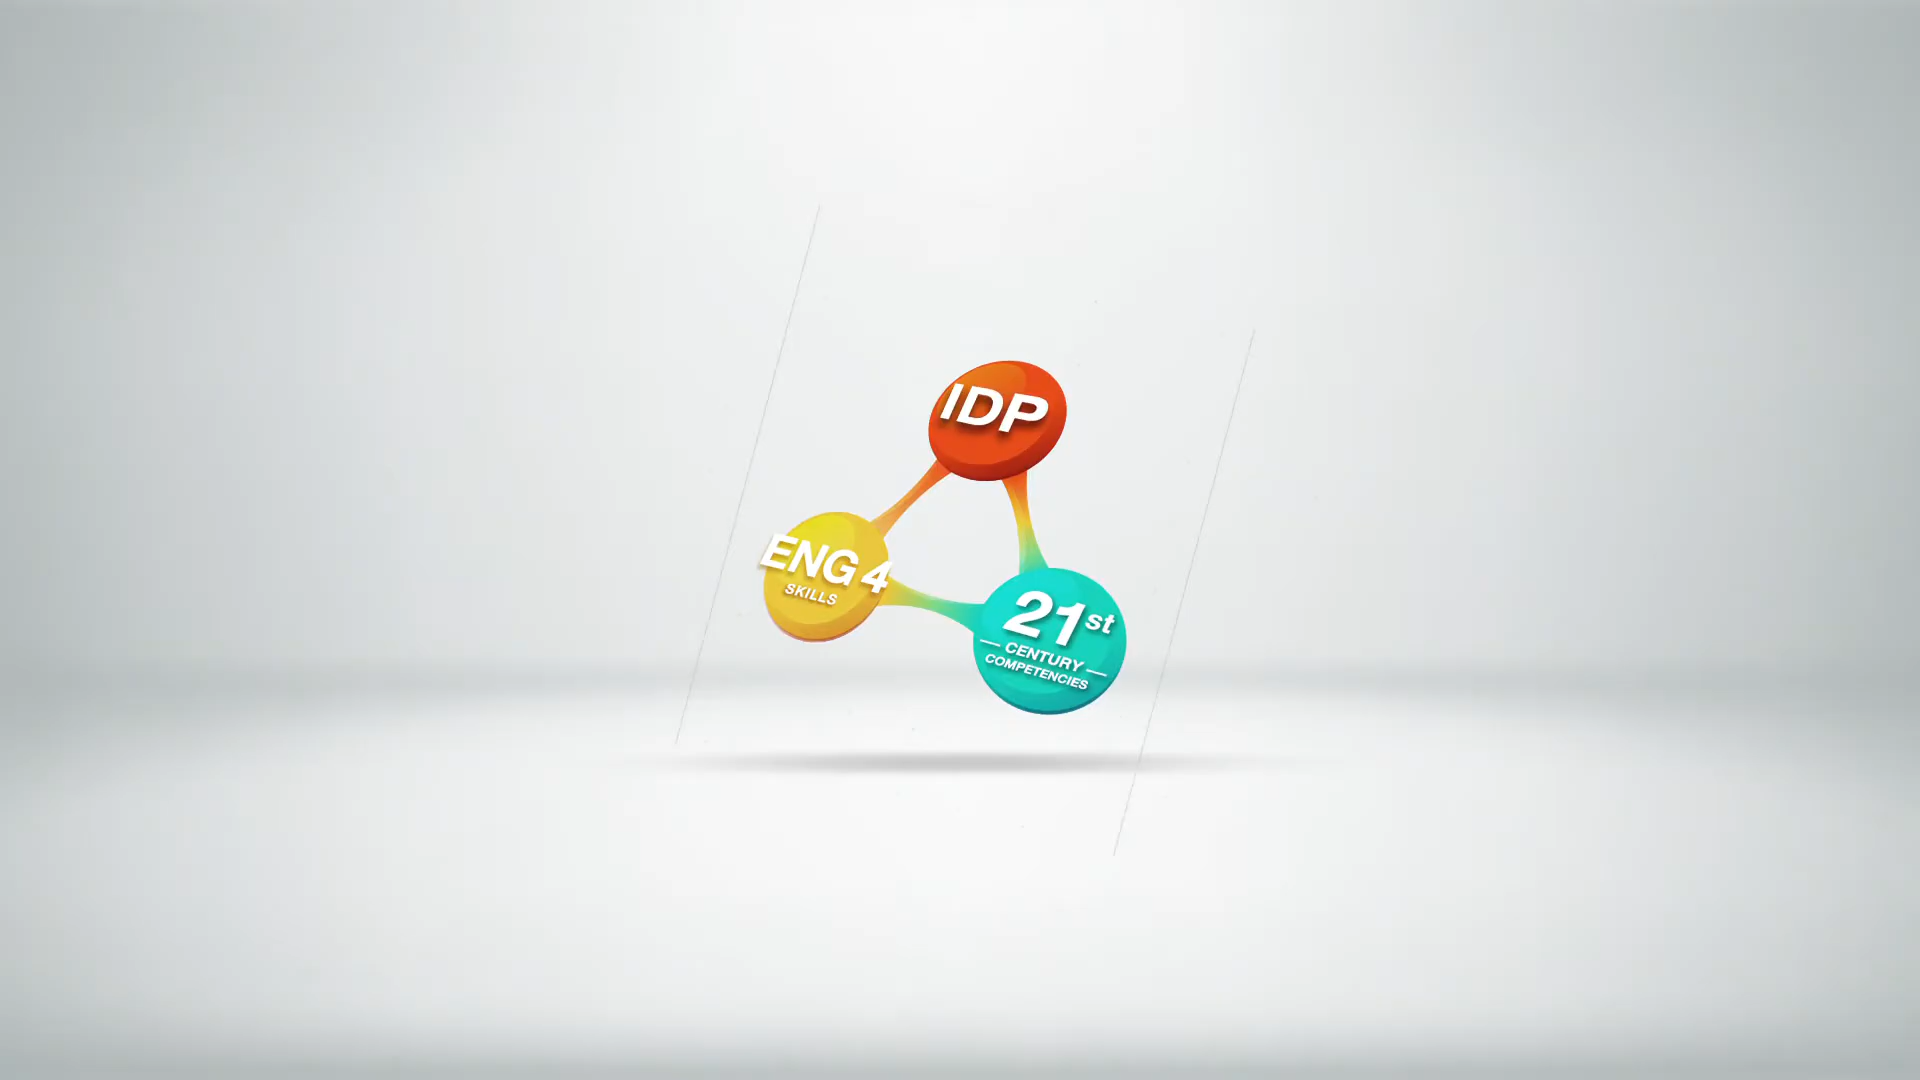 IDP
ENG 4
SKILLS
21st
CENTURY
COMPETENCIES